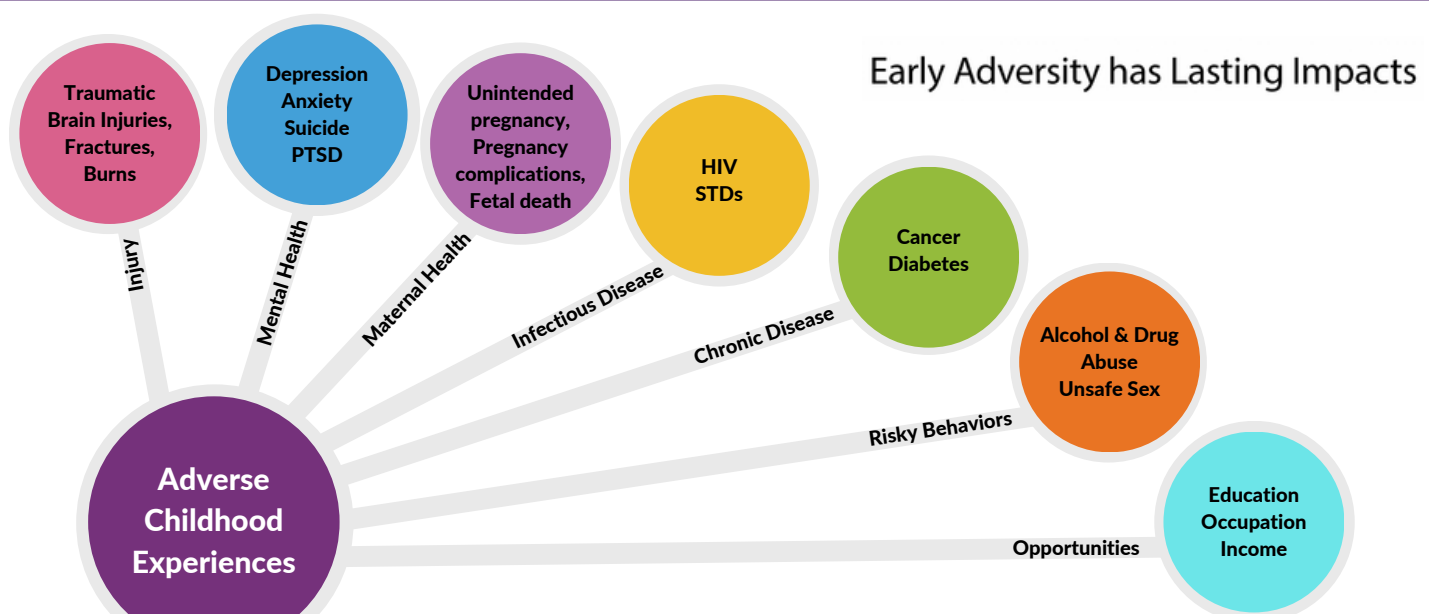 Early Adversity has Lasting Impacts
Traumatic
Brain Injuries,
Fractures,
Burns
Injury
Depression
Anxiety
Suicide
PTSD
Mental Health
Unintended
pregnancy,
Pregnancy
complications,
Fetal death
Maternal Health
HIV
STDs
Infectious Disease
Cancer
Diabetes
Chronic Disease
Alcohol & Drug
Abuse
Unsafe Sex
Risky Behaviors
Education
Occupation
Income
Opportunities
Adverse
Childhood
Experiences